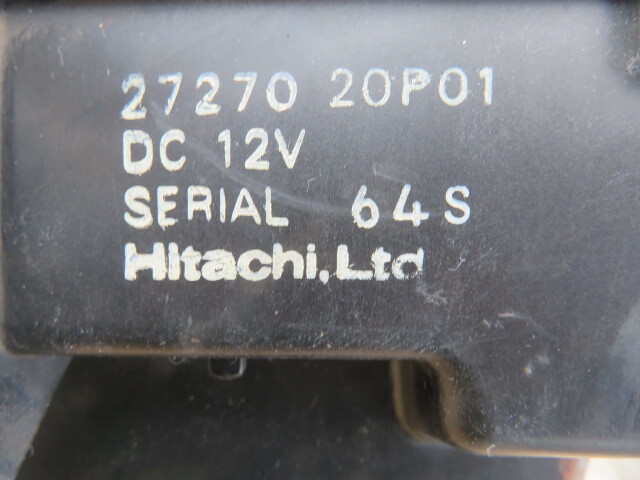 27270 20P01
DC 12V
SERIAL 64S
Hitachi,Ltd